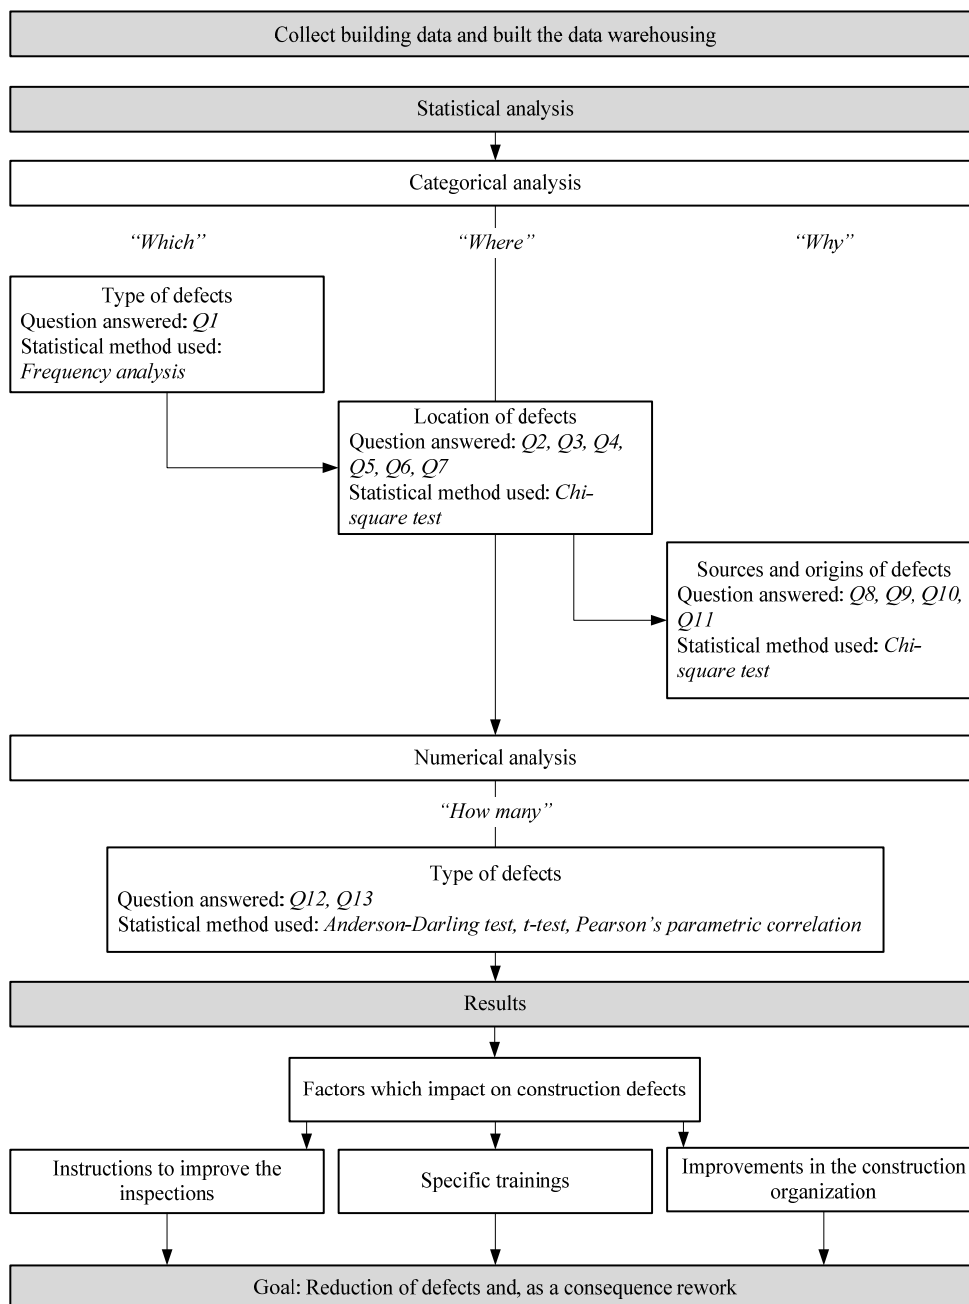 Collect building data and built the data warehousing
Statistical analysis
Categorical analysis
“Which”
“Where”
“Why”
Type of defects
Question answered: Q1
Statistical method used:
Frequency analysis
Location of defects
Question answered: Q2, Q3, Q4,
Q5, Q6, Q7
Statistical method used: Chi-
square test
Sources and origins of defects
Question answered: Q8, Q9, Q10,
Q11
Statistical method used: Chi-
square test
Numerical analysis
“How many”
Type of defects
Question answered: Q12, Q13
Statistical method used: Anderson-Darling test, t-test, Pearson’s parametric correlation
Results
Factors which impact on construction defects
Instructions to improve the
inspections
Specific trainings
Improvements in the construction
organization
Goal: Reduction of defects and, as a consequence rework